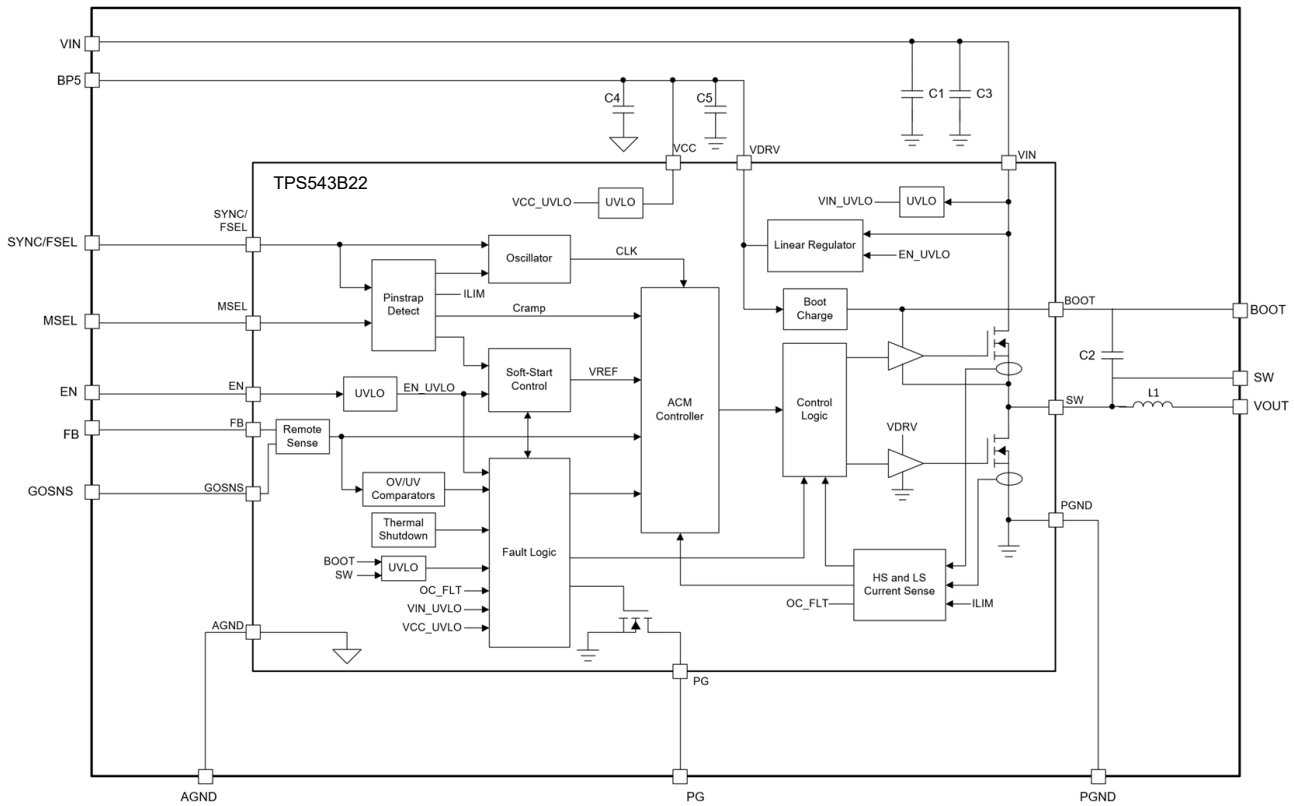 VIN
BP5
C4
C5
C1
C3
VCC
VDRV
VIN
TPS543B22
VCC_UVLO
UVLO
VIN_UVLO
UVLO
SYNC/
FSEL
SYNC/FSEL
Oscillator
CLK
Linear Regulator
EN_UVLO
Pinstrap
Detect
ILIM
MSEL
MSEL
Cramp
Boot
Charge
BOOT
BOOT
C2
Soft-Start
Control
VREF
EN
EN
UVLO
EN_UVLO
ACM
Controller
Control
Logic
SW
SW
L1
VOUT
FB
FB
Remote
Sense
VDRV
GOSNS
GOSNS
OV/UV
Comparators
Thermal
Shutdown
PGND
Fault Logic
BOOT
SW
UVLO
HS and LS
Current Sense
OC_FLT
VIN_UVLO
VCC_UVLO
OC_FLT
ILIM
AGND
PG
AGND
PG
PGND